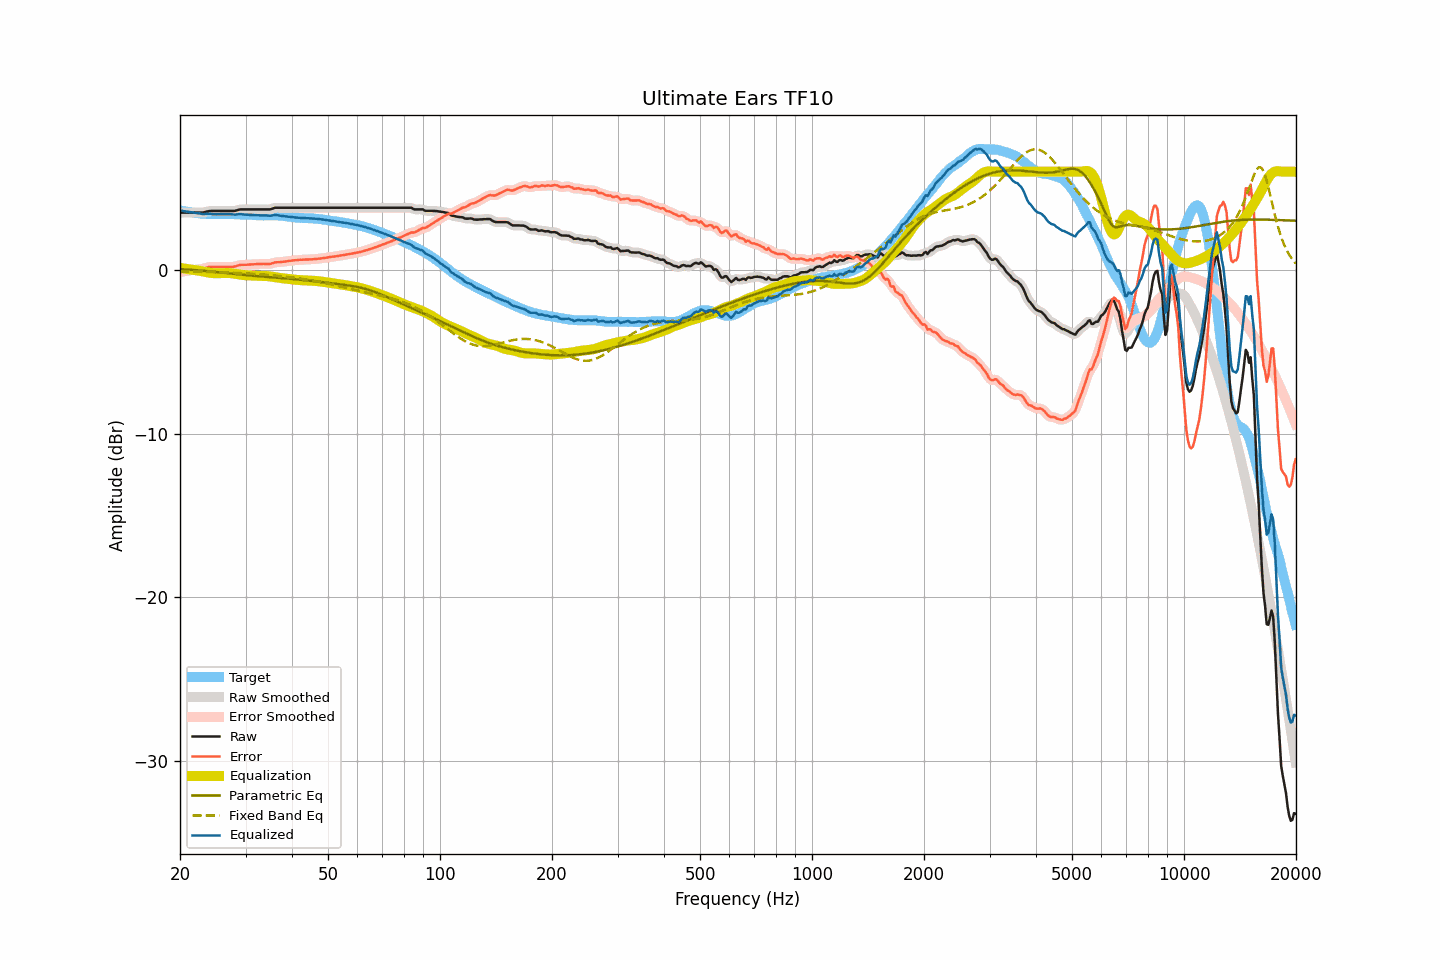 Ultimate Ears TF10
Amplitude (dBr)
0
−10
−20
−30
Target
Raw Smoothed
Error Smoothed
Raw
Error
Equalization
Parametric Eq
Fixed Band Eq
Equalized
20 50 100 200 500 1000 2000 5000 10000 20000
Frequency (Hz)